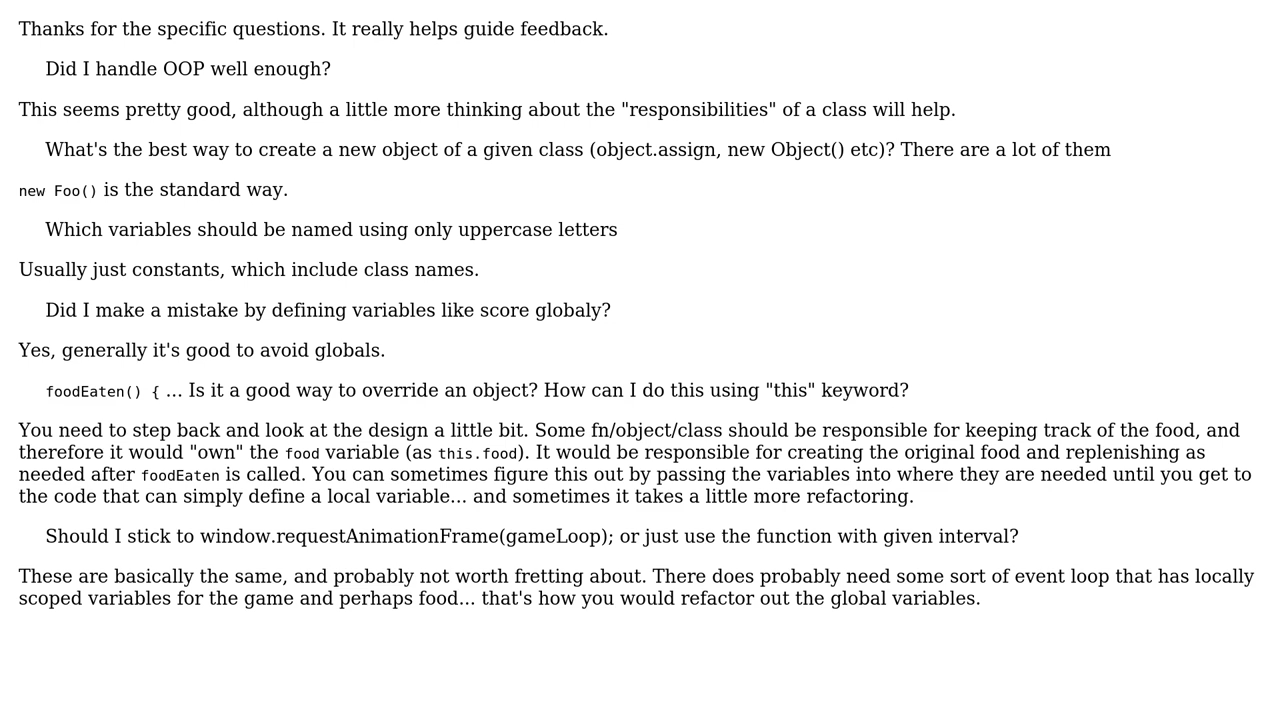 Thanks for the specific questions. It really helps guide feedback.
Did I handle OOP well enough?
This seems pretty good, although a little more thinking about the "responsibilities" of a class will help.
What's the best way to create a new object of a given class (object.assign, new Object() etc)? There are a lot of them
new Foo() is the standard way.
Which variables should be named using only uppercase letters
Usually just constants, which include class names.
Did I make a mistake by defining variables like score globaly?
Yes, generally it's good to avoid globals.
foodEaten() { ... Is it a good way to override an object? How can I do this using "this" keyword?
You need to step back and look at the design a little bit. Some fn/object/class should be responsible for keeping track of the food, and
therefore it would "own" the food variable (as this.food). It would be responsible for creating the original food and replenishing as
needed after foodEaten is called. You can sometimes figure this out by passing the variables into where they are needed until you get to
the code that can simply define a local variable... and sometimes it takes a little more refactoring.
Should I stick to window.requestAnimationFrame(gameLoop); or just use the function with given interval?
These are basically the same, and probably not worth fretting about. There does probably need some sort of event loop that has locally
scoped variables for the game and perhaps food... that's how you would refactor out the global variables.